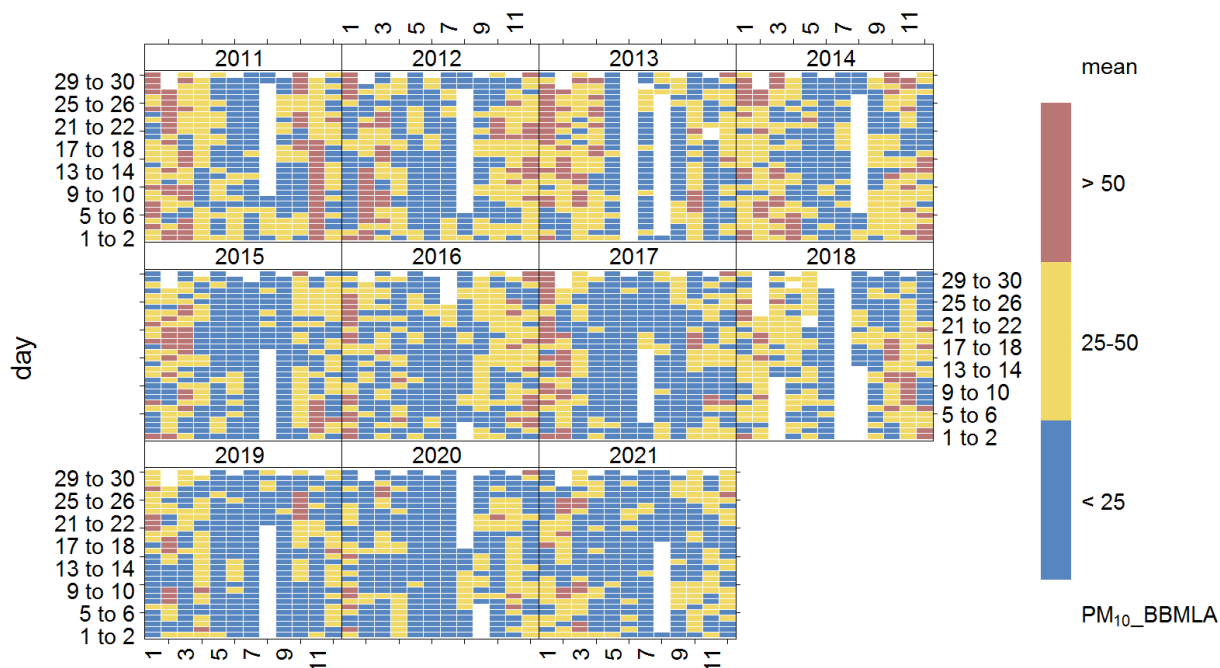 1 3 5 7 9 11 1 3 5 7 9 11
2011 2012 2013 2014
29 to 30
25 to 26
21 to 22
17 to 18
13 to 14
9 to 10
5 to 6
1 to 2
2015 2016 2017 2018
29 to 30
25 to 26
21 to 22
17 to 18
13 to 14
9 to 10
5 to 6
1 to 2
2019 2020 2021
29 to 30
25 to 26
21 to 22
17 to 18
13 to 14
9 to 10
5 to 6
1 to 2
1 3 5 7 9 11 1 3 5 7 9 11
day
mean
> 50
25-50
< 25
PM₁₀_BBMLA